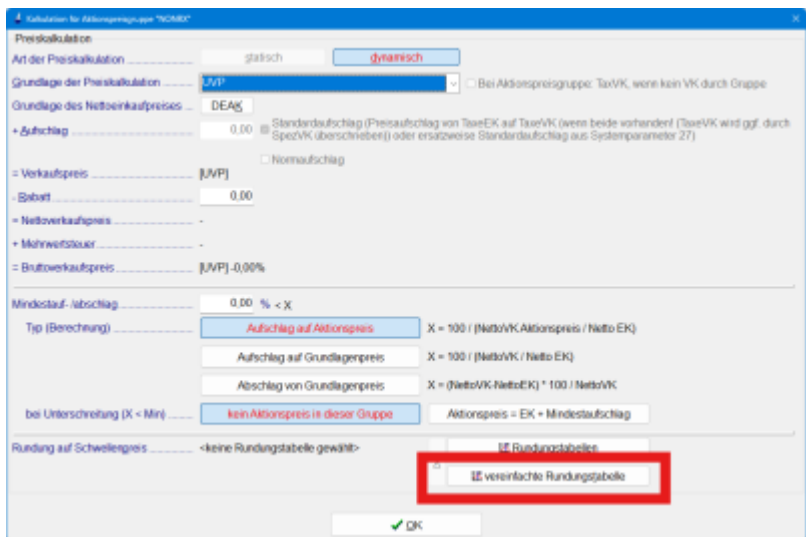 Kalkulation für Aktionspreisgruppe "NOMIX"
Preiskalkulation
Art der Preiskalkulation
statisch
dynamisch
Grundlage der Preiskalkulation
UVP
Bei Aktionspreisgruppe: TaxVK, wenn kein VK durch Gruppe
Grundlage des Nettoeinkaufpreises
DEAK
+ Aufschlag
0,00
Standardaufschlag (Preisaufschlag von TaxeEK auf TaxeVK (wenn beide vorhanden! (TaxeVK wird ggf. durch
SpezVK überschrieben)) oder ersatzweise Standardaufschlag aus Systemparameter 27)
Normaufschlag
= Verkaufspreis
[UVP]
- Rabatt
0,00
= Nettoverkaufspreis
-
+ Mehrwertsteuer
-
= Bruttoverkaufspreis
[UVP] -0,00%
Mindestauf- /abschlag
0,00 % < X
Typ (Berechnung)
Aufschlag auf Aktionspreis
X = 100 / (NettoVK Aktionspreis / Netto EK)
Aufschlag auf Grundlagenpreis
X = 100 / (NettoVK / Netto EK)
Abschlag von Grundlagenpreis
X = (NettoVK-NettoEK) * 100 / NettoVK
bei Unterschreitung (X < Min)
kein Aktionspreis in dieser Gruppe
Aktionspreis = EK + Mindestaufschlag
Rundung auf Schwellenpreis
<keine Rundungstabelle gewählt>
Rundungstabellen
vereinfachte Rundungstabelle
OK